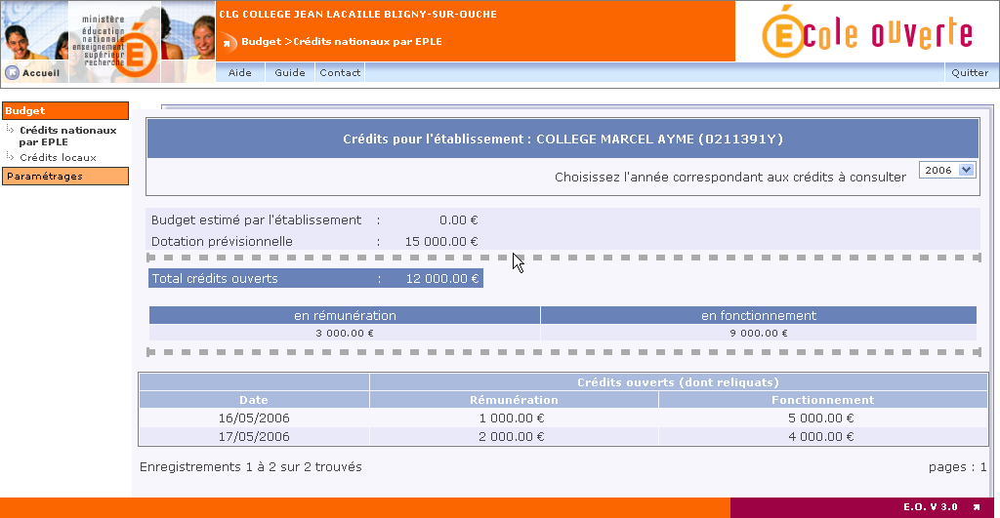 CLG COLLEGE JEAN LACAILLE BLIGNY-SUR-OUCHE
Budget >Crédits nationaux par EPLE
ministère
éducation
nationale
enseignement
supérieur
recherche
École ouverte
Accueil
Aide Guide Contact Quitter
Budget
Crédits nationaux
par EPLE
Crédits locaux
Paramétrages
Crédits pour l'établissement : COLLEGE MARCEL AYME (0211391Y)
Choisissez l'année correspondant aux crédits à consulter 2006
Budget estimé par l'établissement : 0.00 €
Dotation prévisionnelle : 15 000.00 €
Total crédits ouverts : 12 000.00 €
en rémunération en fonctionnement
3 000.00 € 9 000.00 €
Crédits ouverts (dont reliquats)
Date Rémunération Fonctionnement
16/05/2006 1 000.00 € 5 000.00 €
17/05/2006 2 000.00 € 4 000.00 €
Enregistrements 1 à 2 sur 2 trouvés pages : 1
E.O. V 3.0